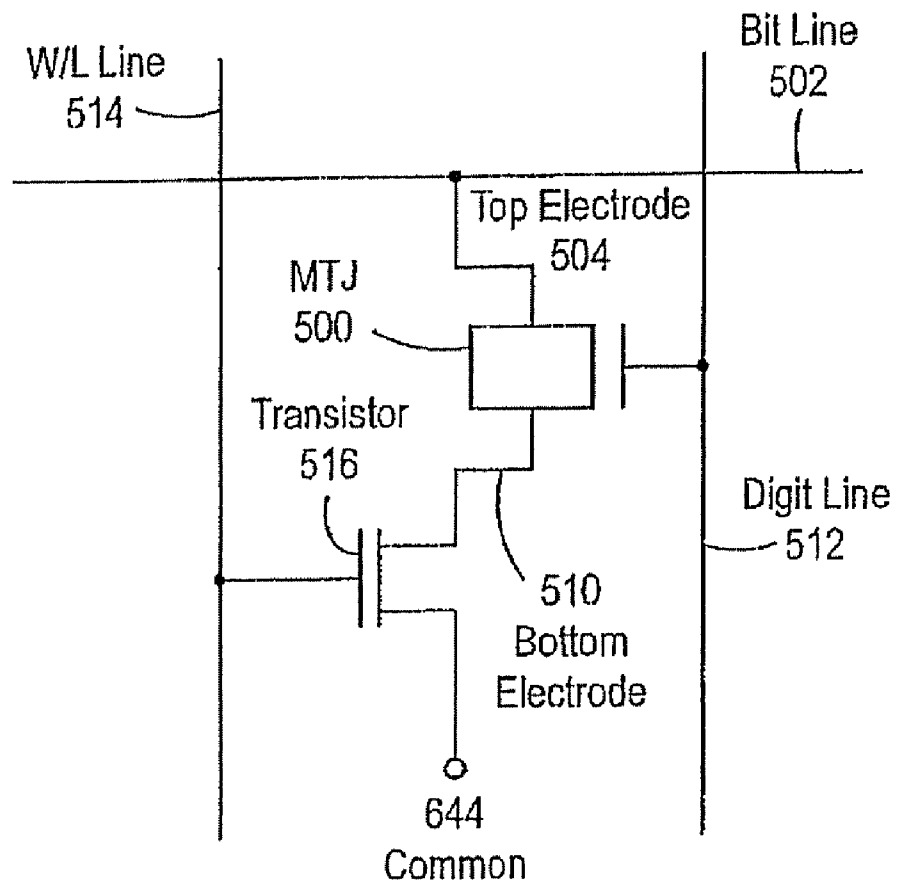 W/L Line
514
Bit Line
502
Top Electrode
504
MTJ
500
Transistor
516
Digit Line
512
510
Bottom
Electrode
644
Common